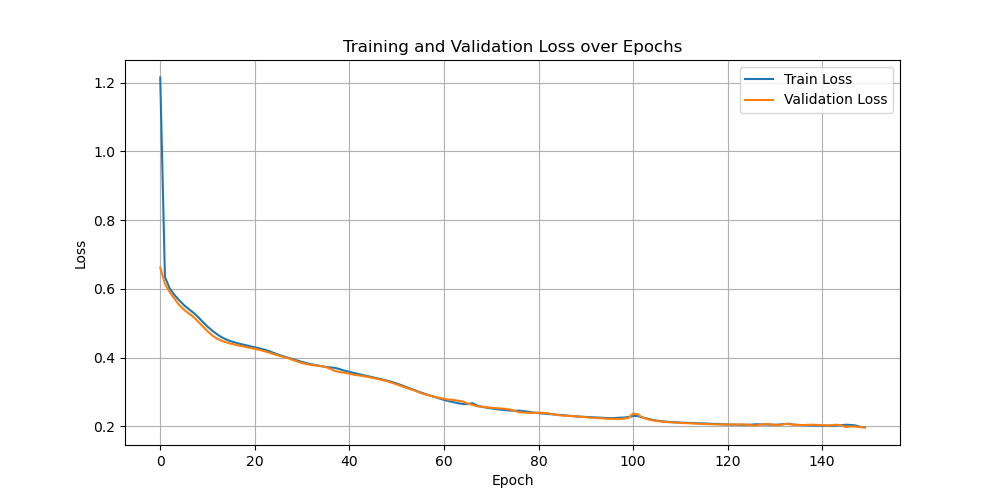 Training and Validation Loss over Epochs
Train Loss
Validation Loss
1.2
1.0
0.8
0.6
0.4
0.2
Loss
0 20 40 60 80 100 120 140
Epoch